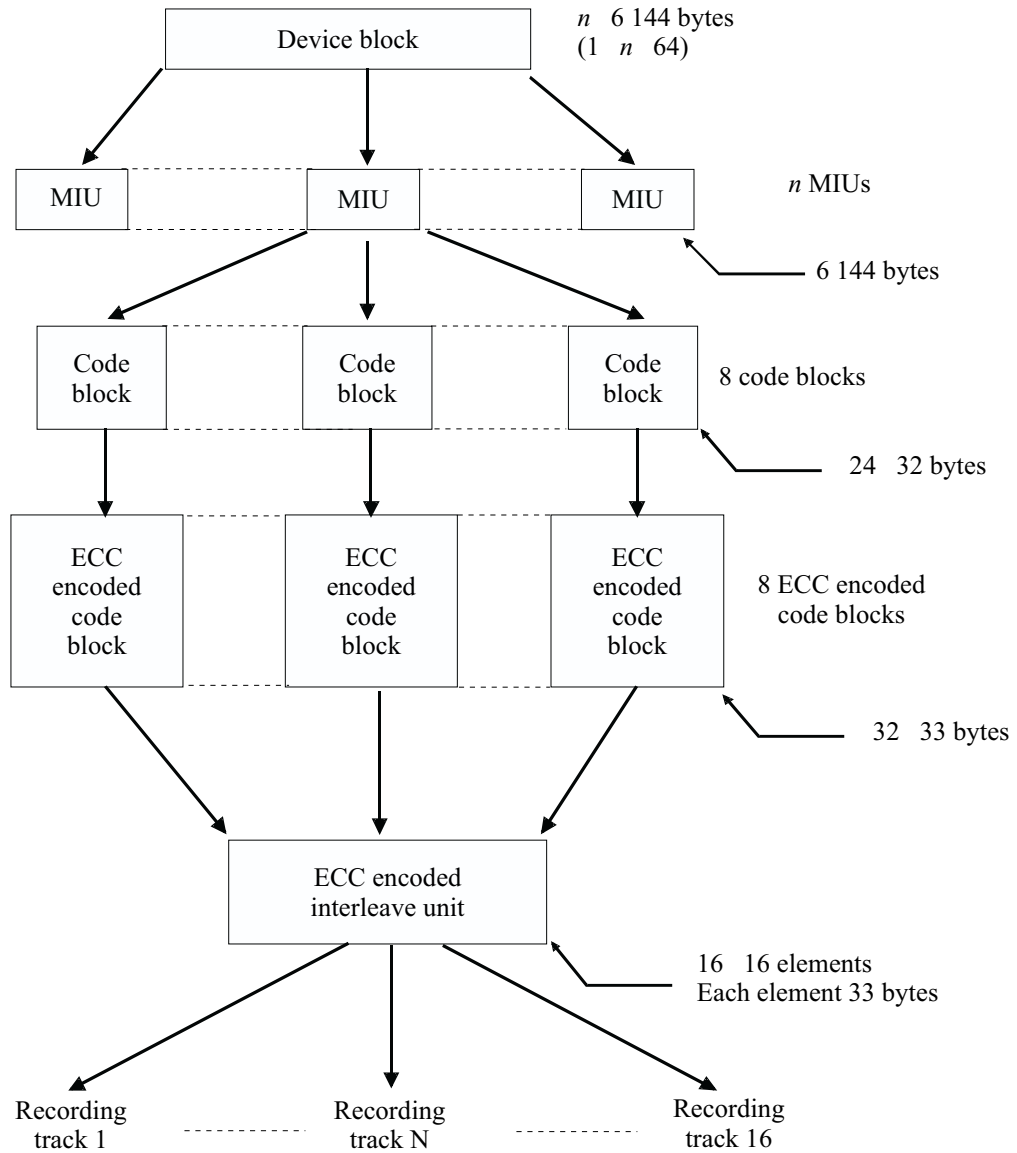 Device block
n 6 144 bytes
(1 n 64)
MIU
MIU
MIU
n MIUs
6 144 bytes
Code
block
Code
block
Code
block
8 code blocks
24 32 bytes
ECC
encoded
code
block
ECC
encoded
code
block
ECC
encoded
code
block
8 ECC encoded
code blocks
32 33 bytes
ECC encoded
interleave unit
16 16 elements
Each element 33 bytes
Recording
track 1
Recording
track N
Recording
track 16